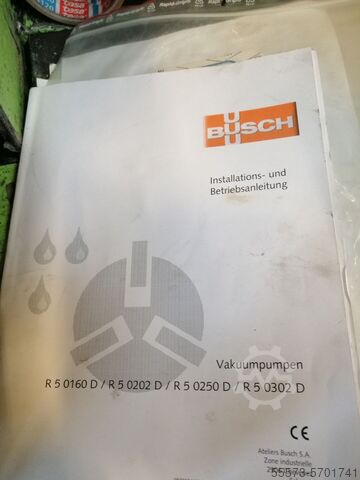 BUSCH
Installations- und
Betriebsanleitung
Vakuumpumpen
R 5 0160 D / R 5 0202 D / R 5 0250 D / R 5 0302 D
CE
Ateliers Busch S.A.
Zone industrielle
55573-5701741